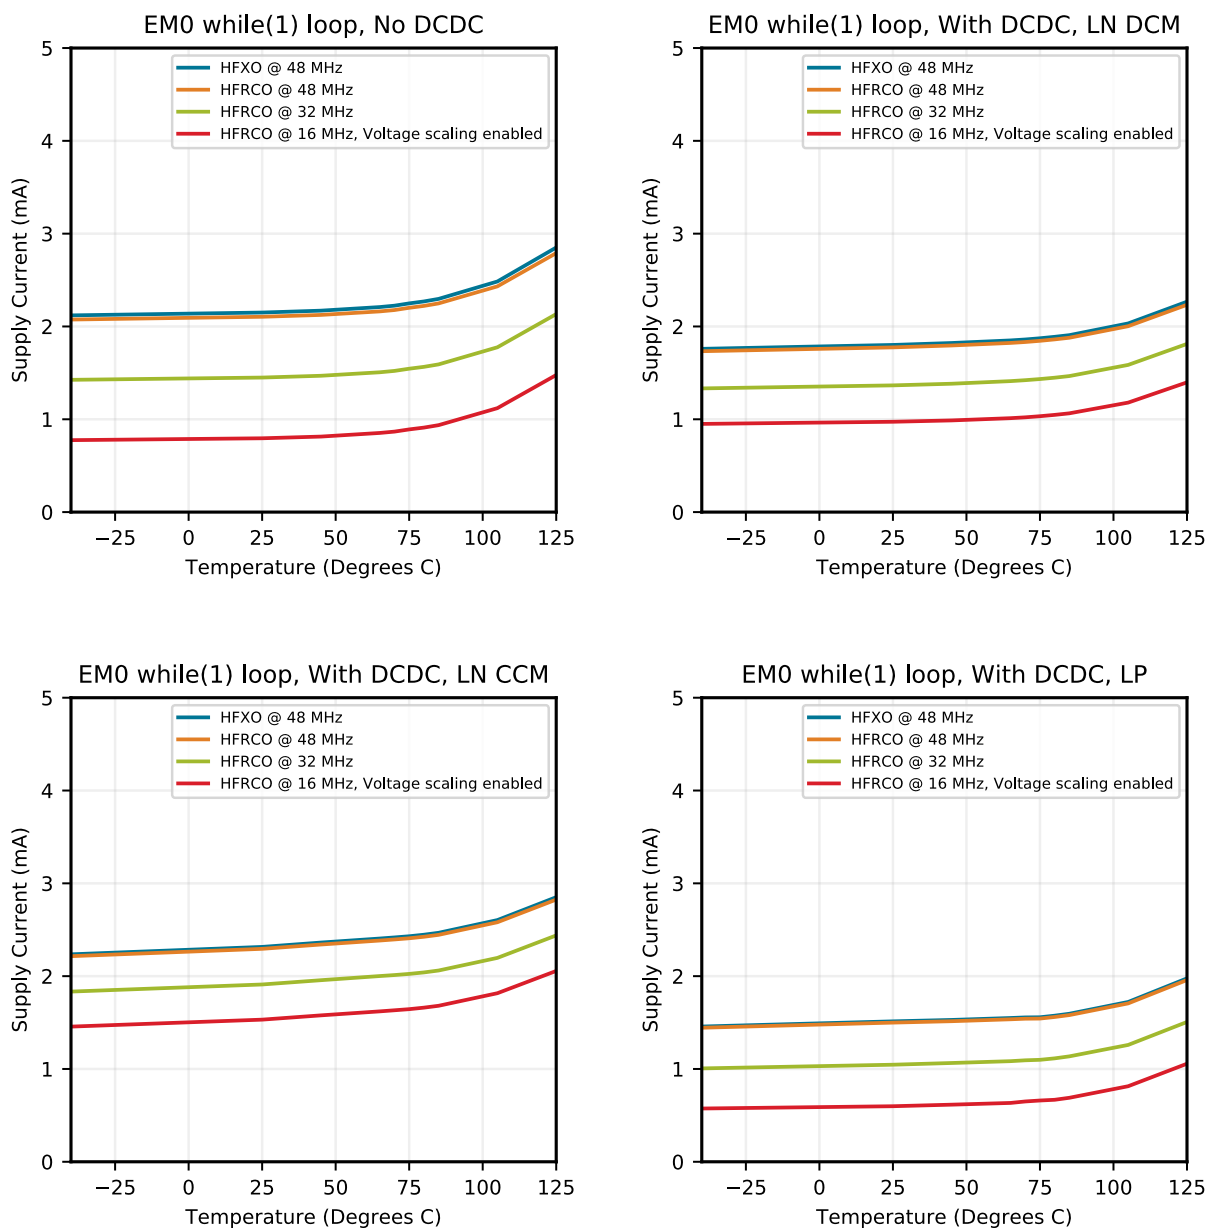 EM0 while(1) loop, No DCDC
HFXO @ 48 MHz
HFRCO @ 48 MHz
HFRCO @ 32 MHz
HFRCO @ 16 MHz, Voltage scaling enabled
Supply Current (mA)
5
4
3
2
1
0
−25 0 25 50 75 100 125
Temperature (Degrees C)
EM0 while(1) loop, With DCDC, LN DCM
HFXO @ 48 MHz
HFRCO @ 48 MHz
HFRCO @ 32 MHz
HFRCO @ 16 MHz, Voltage scaling enabled
Supply Current (mA)
5
4
3
2
1
0
−25 0 25 50 75 100 125
Temperature (Degrees C)
EM0 while(1) loop, With DCDC, LN CCM
HFXO @ 48 MHz
HFRCO @ 48 MHz
HFRCO @ 32 MHz
HFRCO @ 16 MHz, Voltage scaling enabled
Supply Current (mA)
5
4
3
2
1
0
−25 0 25 50 75 100 125
Temperature (Degrees C)
EM0 while(1) loop, With DCDC, LP
HFXO @ 48 MHz
HFRCO @ 48 MHz
HFRCO @ 32 MHz
HFRCO @ 16 MHz, Voltage scaling enabled
Supply Current (mA)
5
4
3
2
1
0
−25 0 25 50 75 100 125
Temperature (Degrees C)